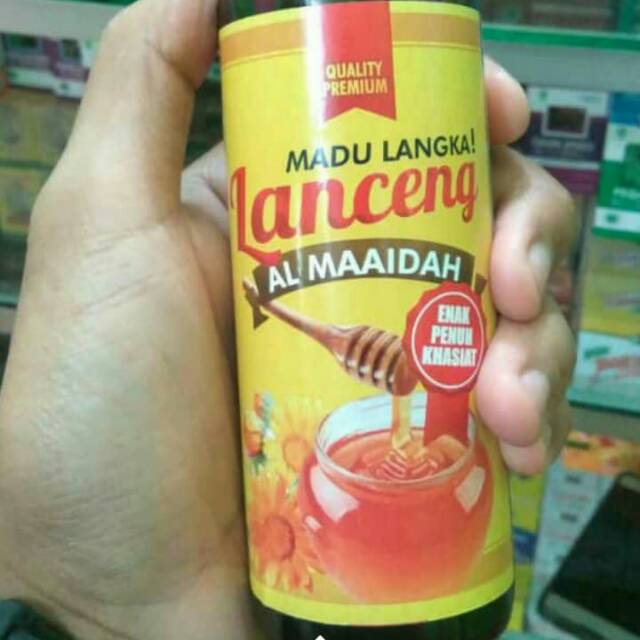 QUALITY
PREMIUM
MADU LANGKA!
Lanceng
AL MAAIDAH
ENAK
PENUH
KHASIAT